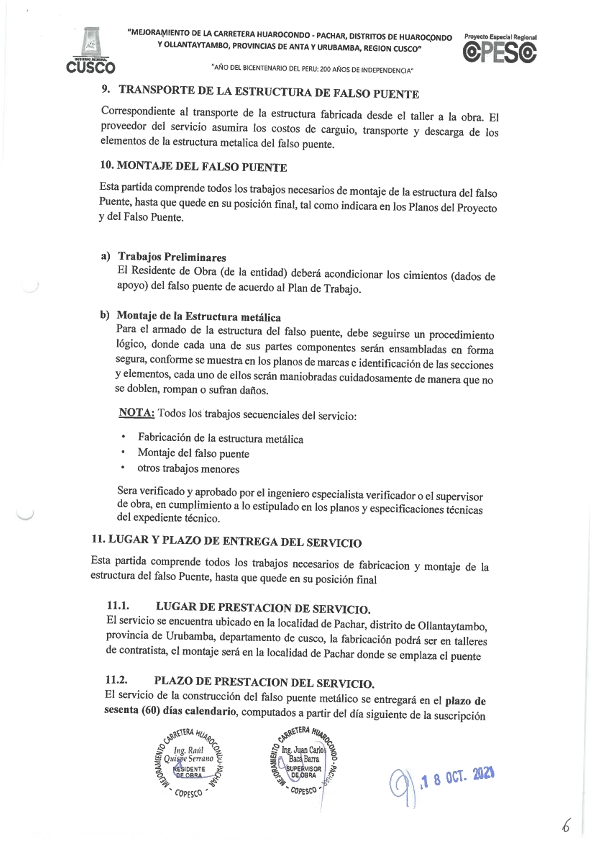 "MEJORAMIENTO DE LA CARRETERA HUAROCONDO - PACHAR, DISTRITOS DE HUAROCONDO
Y OLLANTAYTAMBO, PROVINCIAS DE ANTA Y URUBAMBA, REGION CUSCO"
Proyecto Especial Regional
COPESCO
CUSCO
"AÑO DEL BICENTENARIO DEL PERU: 200 AÑOS DE INDEPENDENCIA"
9. TRANSPORTE DE LA ESTRUCTURA DE FALSO PUENTE
Correspondiente al transporte de la estructura fabricada desde el taller a la obra. El
proveedor del servicio asumira los costos de carguio, transporte y descarga de los
elementos de la estructura metalica del falso puente.
10. MONTAJE DEL FALSO PUENTE
Esta partida comprende todos los trabajos necesarios de montaje de la estructura del falso
Puente, hasta que quede en su posición final, tal como indicara en los Planos del Proyecto
y del Falso Puente.
a) Trabajos Preliminares
El Residente de Obra (de la entidad) deberá acondicionar los cimientos (dados de
apoyo) del falso puente de acuerdo al Plan de Trabajo.
b) Montaje de la Estructura metálica
Para el armado de la estructura del falso puente, debe seguirse un procedimiento
lógico, donde cada una de sus partes componentes serán ensambladas en forma
segura, conforme se muestra en los planos de marcas e identificación de las secciones
y elementos, cada uno de ellos serán maniobradas cuidadosamente de manera que no
se doblen, rompan o sufran daños.
NOTA: Todos los trabajos secuenciales del servicio:
• Fabricación de la estructura metálica
• Montaje del falso puente
• otros trabajos menores
Sera verificado y aprobado por el ingeniero especialista verificador o el supervisor
de obra, en cumplimiento a lo estipulado en los planos y especificaciones técnicas
del expediente técnico.
11. LUGAR Y PLAZO DE ENTREGA DEL SERVICIO
Esta partida comprende todos los trabajos necesarios de fabricacion y montaje de la
estructura del falso Puente, hasta que quede en su posición final
11.1. LUGAR DE PRESTACION DE SERVICIO.
El servicio se encuentra ubicado en la localidad de Pachar, distrito de Ollantaytambo,
provincia de Urubamba, departamento de cusco, la fabricación podrá ser en talleres
de contratista, el montaje será en la localidad de Pachar donde se emplaza el puente
11.2. PLAZO DE PRESTACION DEL SERVICIO.
El servicio de la construcción del falso puente metálico se entregará en el plazo de
sesenta (60) días calendario, computados a partir del día siguiente de la suscripción
MEJORAMIENTO CARRETERA HUAROCONDO-PACHAR
Ing. Raúl
Quispe Serrano
RESIDENTE
DE OBRA
- COPESCO -
MEJORAMIENTO CARRETERA HUAROCONDO-PACHAR
Ing. Juan Carlo
Baca Barra
SUPERVISOR
DE OBRA
- COPESCO -
18 OCT. 2021
6